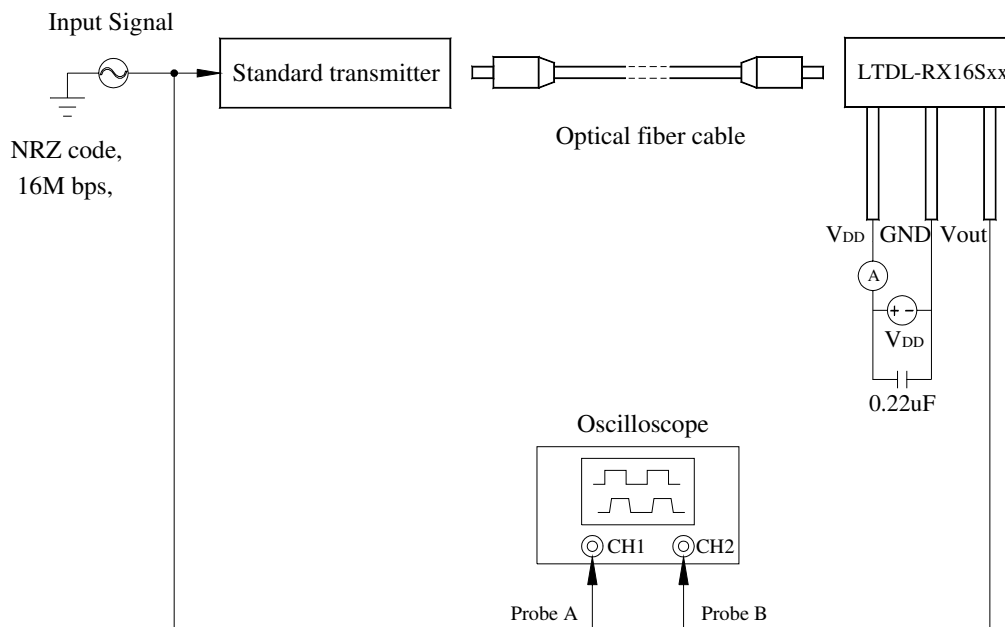 Input Signal
Standard transmitter
LTDL-RX16Sxx
NRZ code,
16M bps,
Optical fiber cable
VDD GND Vout
A
+ -
VDD
0.22uF
Oscilloscope
CH1 CH2
Probe A Probe B